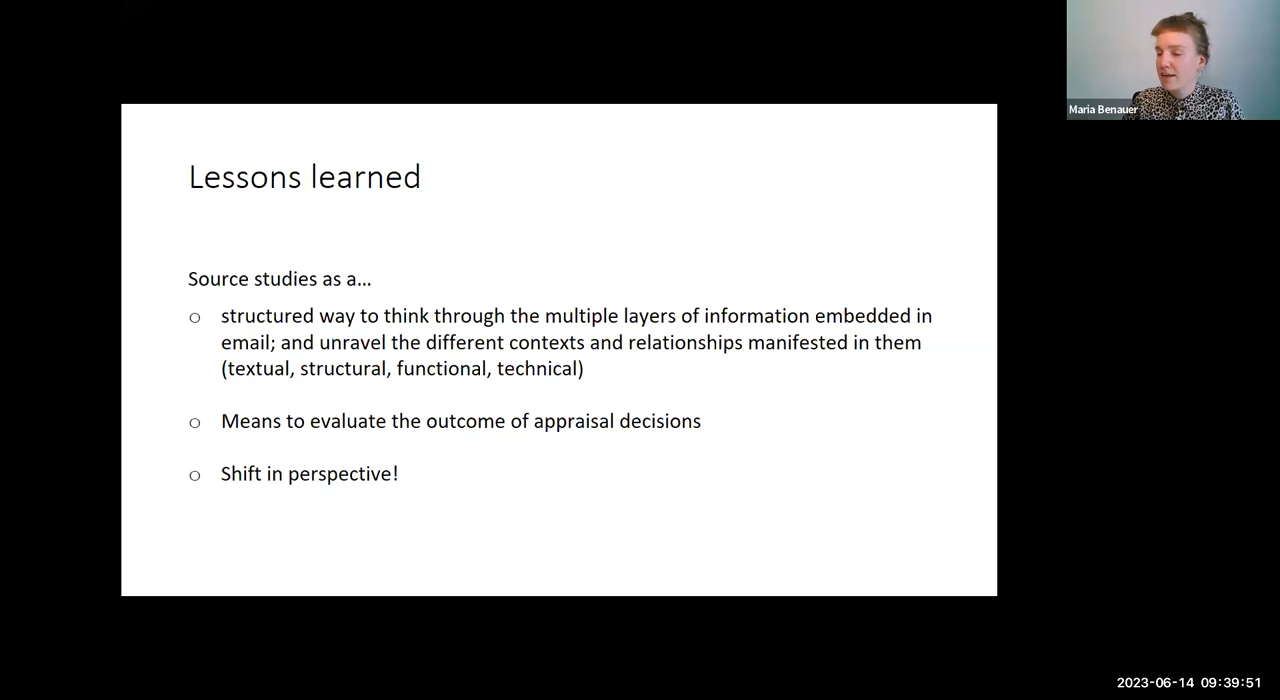 Maria Benauer
Lessons learned
Source studies as a...
o structured way to think through the multiple layers of information embedded in
email; and unravel the different contexts and relationships manifested in them
(textual, structural, functional, technical)
o Means to evaluate the outcome of appraisal decisions
o Shift in perspective!
2023-06-14 09:39:51